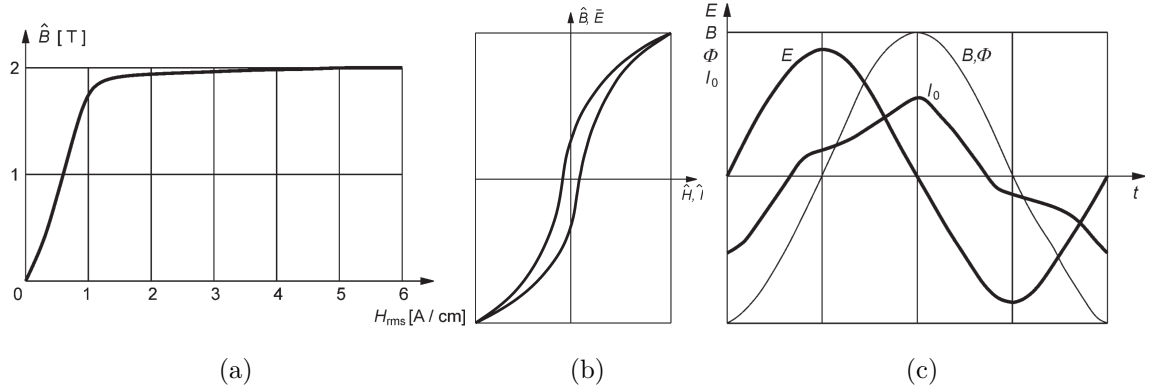 B̂ [ T ]
2
1
0
1
2
3
4
5
6
H_rms [A / cm]
(a)
B̂, Ē
Ĥ, Î
(b)
E
B
Φ
I₀
E
B,Φ
I₀
t
(c)